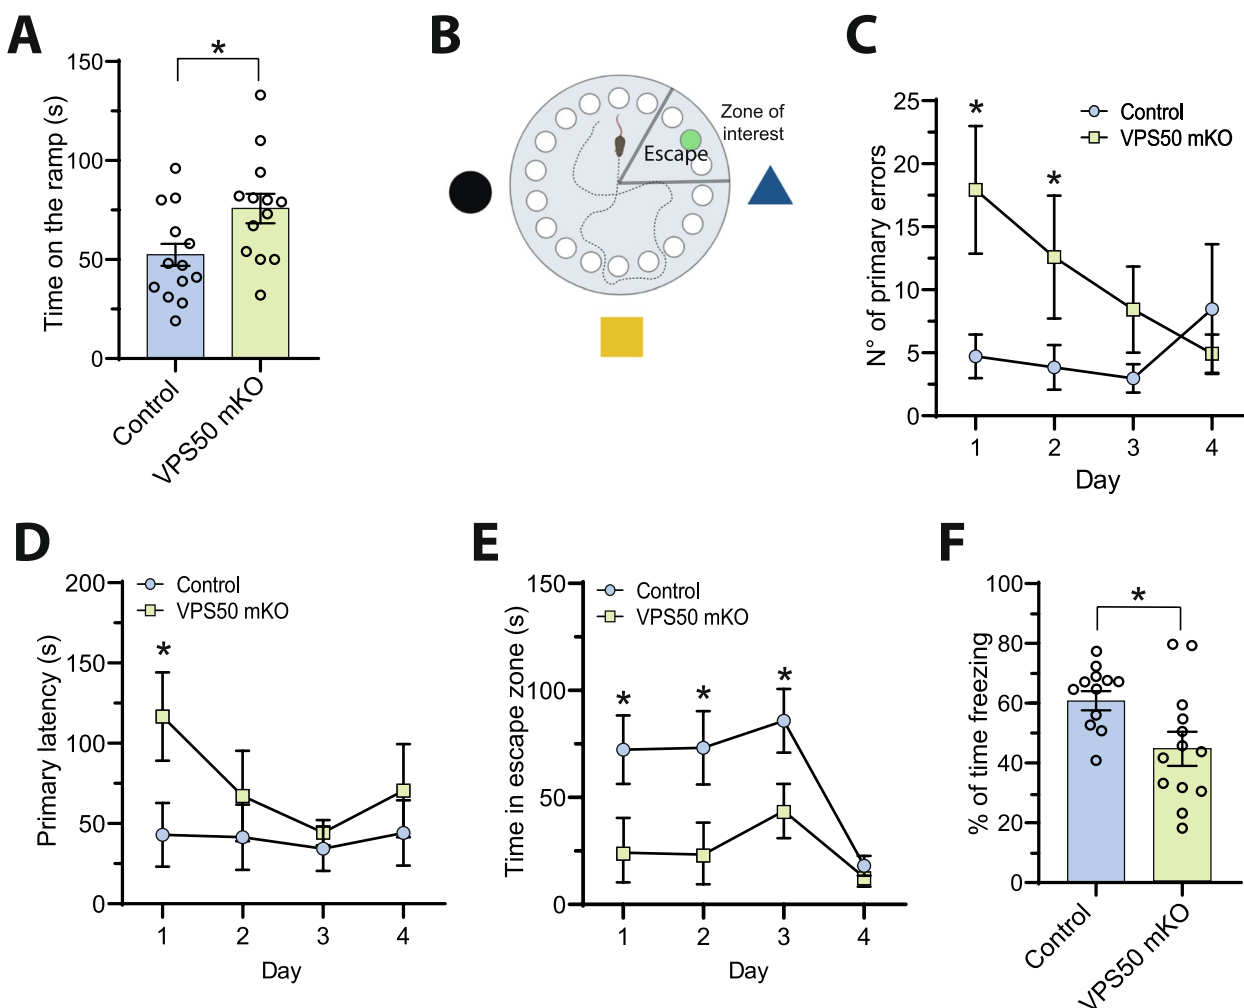 A
Time on the ramp (s)
150
100
50
0
*
Control
VPS50 mKO
B
Zone of
interest
Escape
C
N° of primary errors
25
20
15
10
5
0
*
*
Control
VPS50 mKO
1 2 3 4
Day
D
Primary latency (s)
200
150
100
50
0
Control
VPS50 mKO
*
1 2 3 4
Day
E
Time in escape zone (s)
150
100
50
0
Control
VPS50 mKO
* * *
1 2 3 4
Day
F
% of time freezing
100
80
60
40
20
0
*
Control
VPS50 mKO